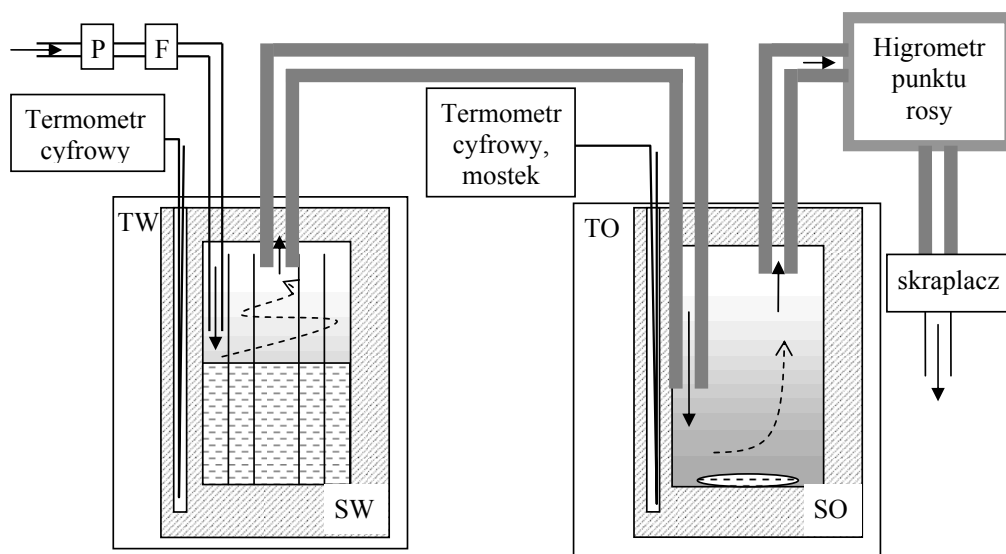 P
F
Termometr
cyfrowy
TW
SW
Termometr
cyfrowy,
mostek
TO
SO
Higrometr
punktu
rosy
skraplacz